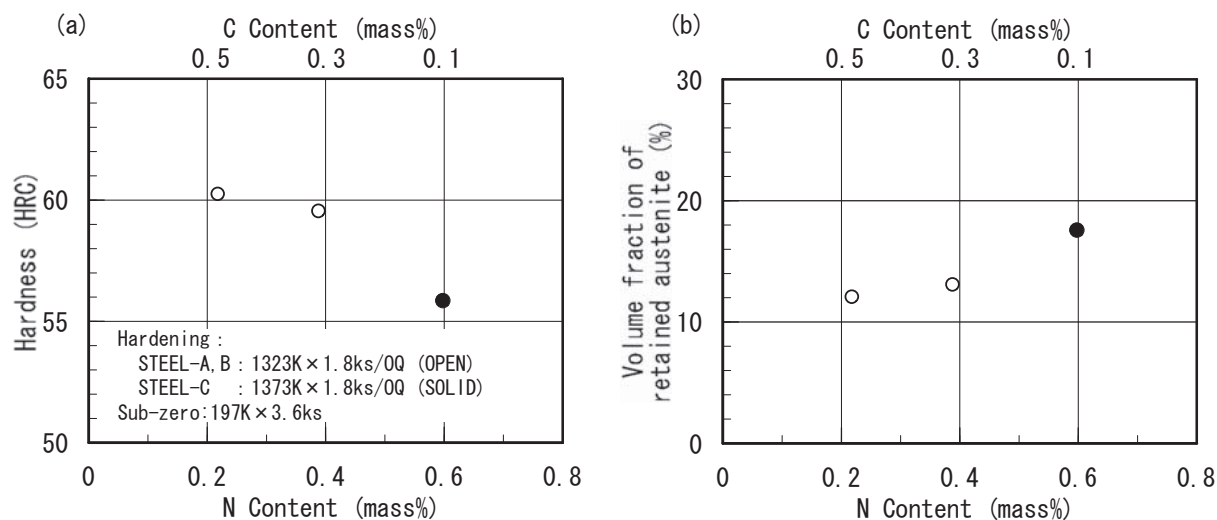 (a)
C Content (mass%)
0.5 0.3 0.1
65
60
55
50
Hardness (HRC)
Hardening :
STEEL-A,B : 1323K×1.8ks/OQ (OPEN)
STEEL-C : 1373K×1.8ks/OQ (SOLID)
Sub-zero:197K×3.6ks
0 0.2 0.4 0.6 0.8
N Content (mass%)
(b)
C Content (mass%)
0.5 0.3 0.1
30
20
10
0
Volume fraction of
retained austenite (%)
0 0.2 0.4 0.6 0.8
N Content (mass%)